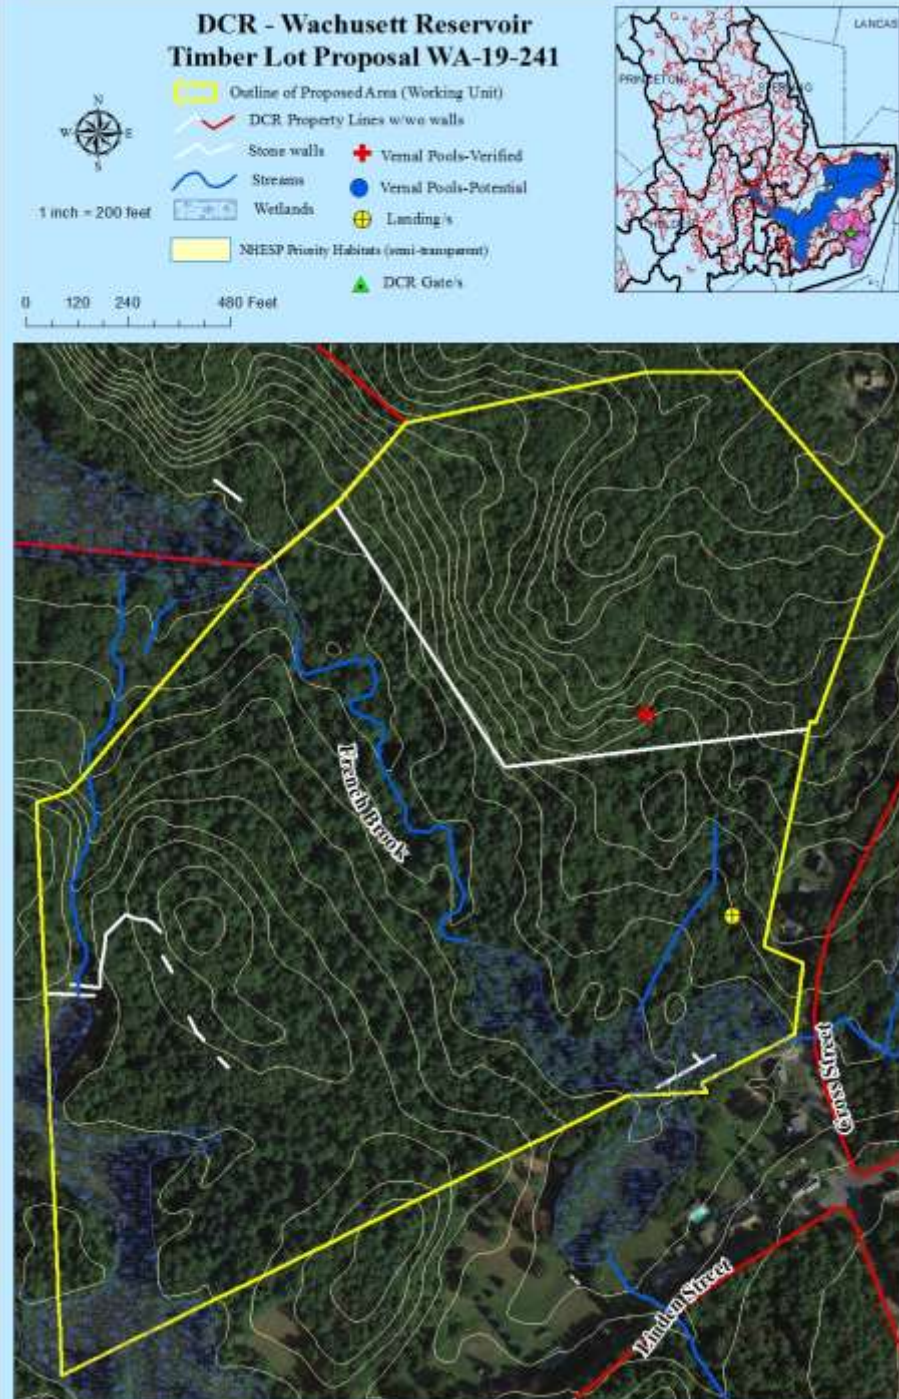 DCR - Wachusett Reservoir
Timber Lot Proposal WA-19-241
Outline of Proposed Area (Working Unit)
DCR Property Lines w/wo walls
Stone walls
Streams
Wetlands
NHESP Priority Habitats (semi-transparent)
Vernal Pools-Verified
Vernal Pools-Potential
Landing/s
DCR Gate/s
N
W
E
S
1 inch = 200 feet
0 120 240 480 Feet
LANCAS
PRINCETON
French Brook
Cross Street
Linden Street